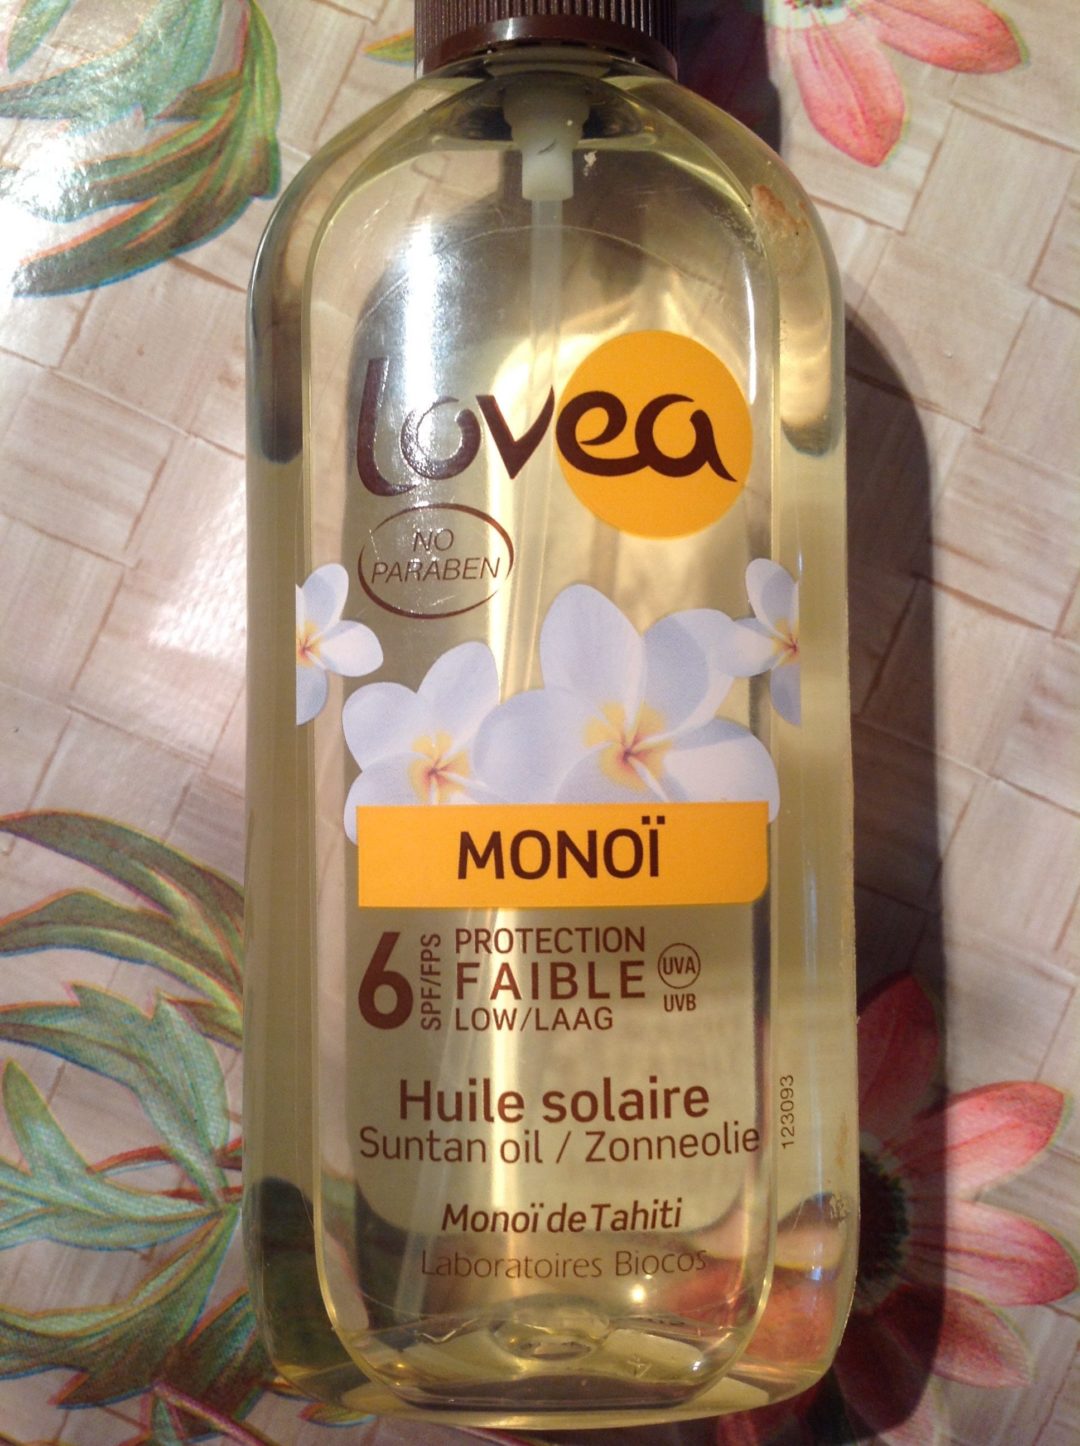 Lovea
NO
PARABEN
MONOÏ
6
SPF/FPS
PROTECTION
FAIBLE
LOW/LAAG
UVA
UVB
Huile solaire
Suntan oil / Zonneolie
123093
Monoï de Tahiti
Laboratoires Biocos